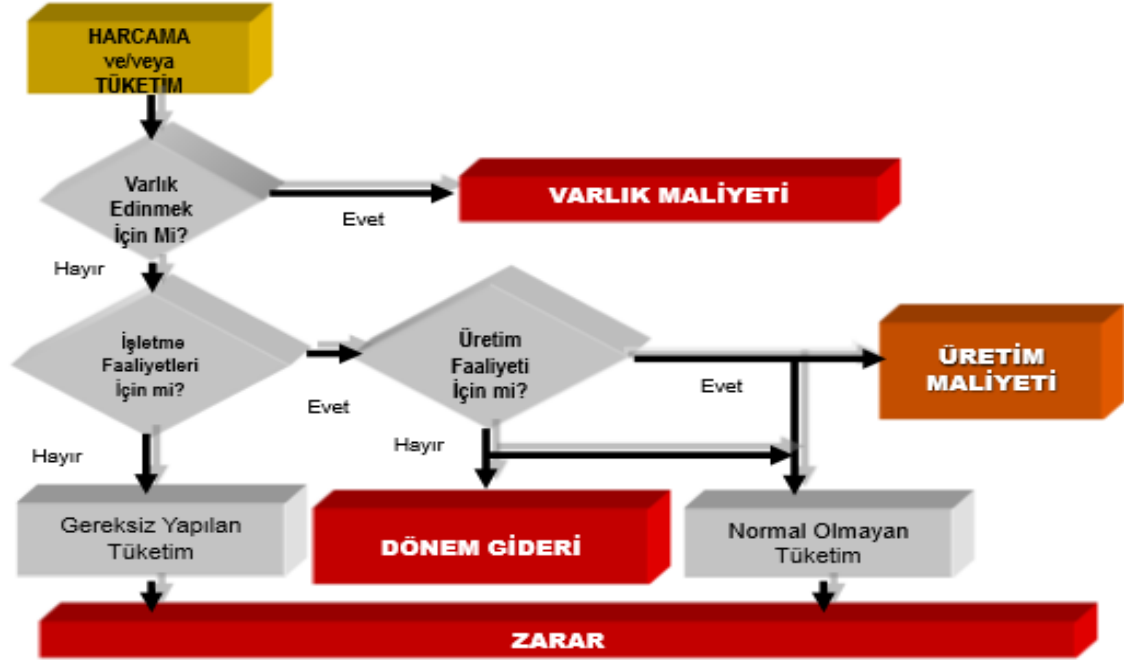 HARCAMA
ve/veya
TÜKETİM
Varlık
Edinmek
İçin Mi?
Evet
VARLIK MALİYETİ
Hayır
İşletme
Faaliyetleri
İçin mi?
Evet
Üretim
Faaliyeti
İçin mi?
Evet
ÜRETİM
MALİYETİ
Hayır
Hayır
Gereksiz Yapılan
Tüketim
DÖNEM GİDERİ
Normal Olmayan
Tüketim
ZARAR